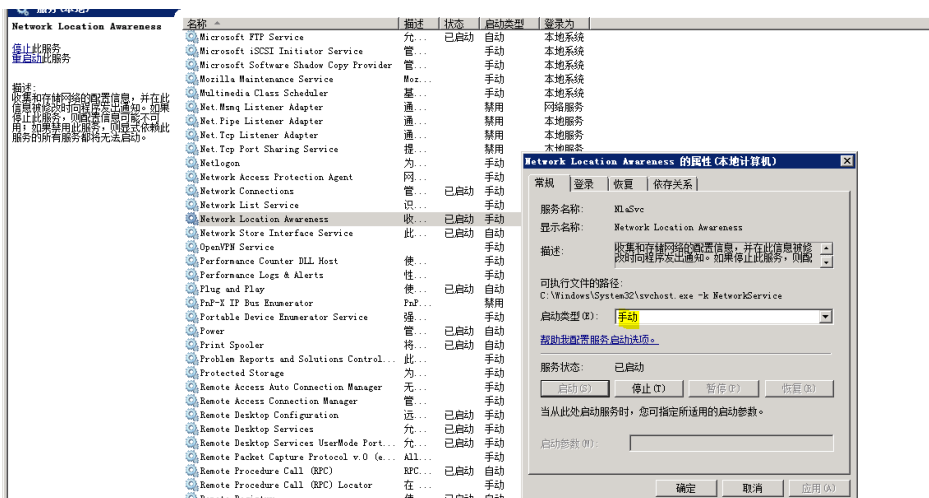 服务(本地)
Network Location Awareness
停止此服务
重启动此服务
描述:
收集和存储网络的配置信息，并在此
信息被修改时向程序发出通知。如果
停止此服务，则配置信息可能不可
用；如果禁用此服务，则显式依赖此
服务的所有服务都将无法启动。
名称 描述 状态 启动类型 登录为
Microsoft FTP Service 允... 已启动 自动 本地系统
Microsoft iSCSI Initiator Service 管... 手动 本地系统
Microsoft Software Shadow Copy Provider 管... 手动 本地系统
Mozilla Maintenance Service Moz... 手动 本地系统
Multimedia Class Scheduler 基... 手动 本地系统
Net.Msmq Listener Adapter 通... 禁用 网络服务
Net.Pipe Listener Adapter 通... 禁用 本地服务
Net.Tcp Listener Adapter 通... 禁用 本地服务
Net.Tcp Port Sharing Service 提... 禁用 本地服务
Netlogon 为... 手动
Network Access Protection Agent 网... 手动
Network Connections 管... 已启动 手动
Network List Service 识... 手动
Network Location Awareness 收... 已启动 手动
Network Store Interface Service 此... 已启动 自动
OpenVPN Service 手动
Performance Counter DLL Host 使... 手动
Performance Logs & Alerts 性... 手动
Plug and Play 使... 已启动 自动
PnP-X IP Bus Enumerator PnP... 禁用
Portable Device Enumerator Service 强... 手动
Power 管... 已启动 自动
Print Spooler 将... 已启动 自动
Problem Reports and Solutions Control... 此... 手动
Protected Storage 为... 手动
Remote Access Auto Connection Manager 无... 手动
Remote Access Connection Manager 管... 手动
Remote Desktop Configuration 远... 已启动 手动
Remote Desktop Services 允... 已启动 手动
Remote Desktop Services UserMode Port... 允... 已启动 手动
Remote Packet Capture Protocol v.0 (e... All... 手动
Remote Procedure Call (RPC) RPC... 已启动 自动
Remote Procedure Call (RPC) Locator 在... 手动
Network Location Awareness 的属性(本地计算机)
常规 登录 恢复 依存关系
服务名称: NlaSvc
显示名称: Network Location Awareness
描述: 收集和存储网络的配置信息，并在此信息被修
改时向程序发出通知。如果停止此服务，则配
可执行文件的路径:
C:\Windows\System32\svchost.exe -k NetworkService
启动类型(E): 手动
帮助我配置服务启动选项。
服务状态: 已启动
启动(S) 停止(T) 暂停(P) 恢复(R)
当从此处启动服务时，您可指定所适用的启动参数。
启动参数(M):
确定 取消 应用(A)